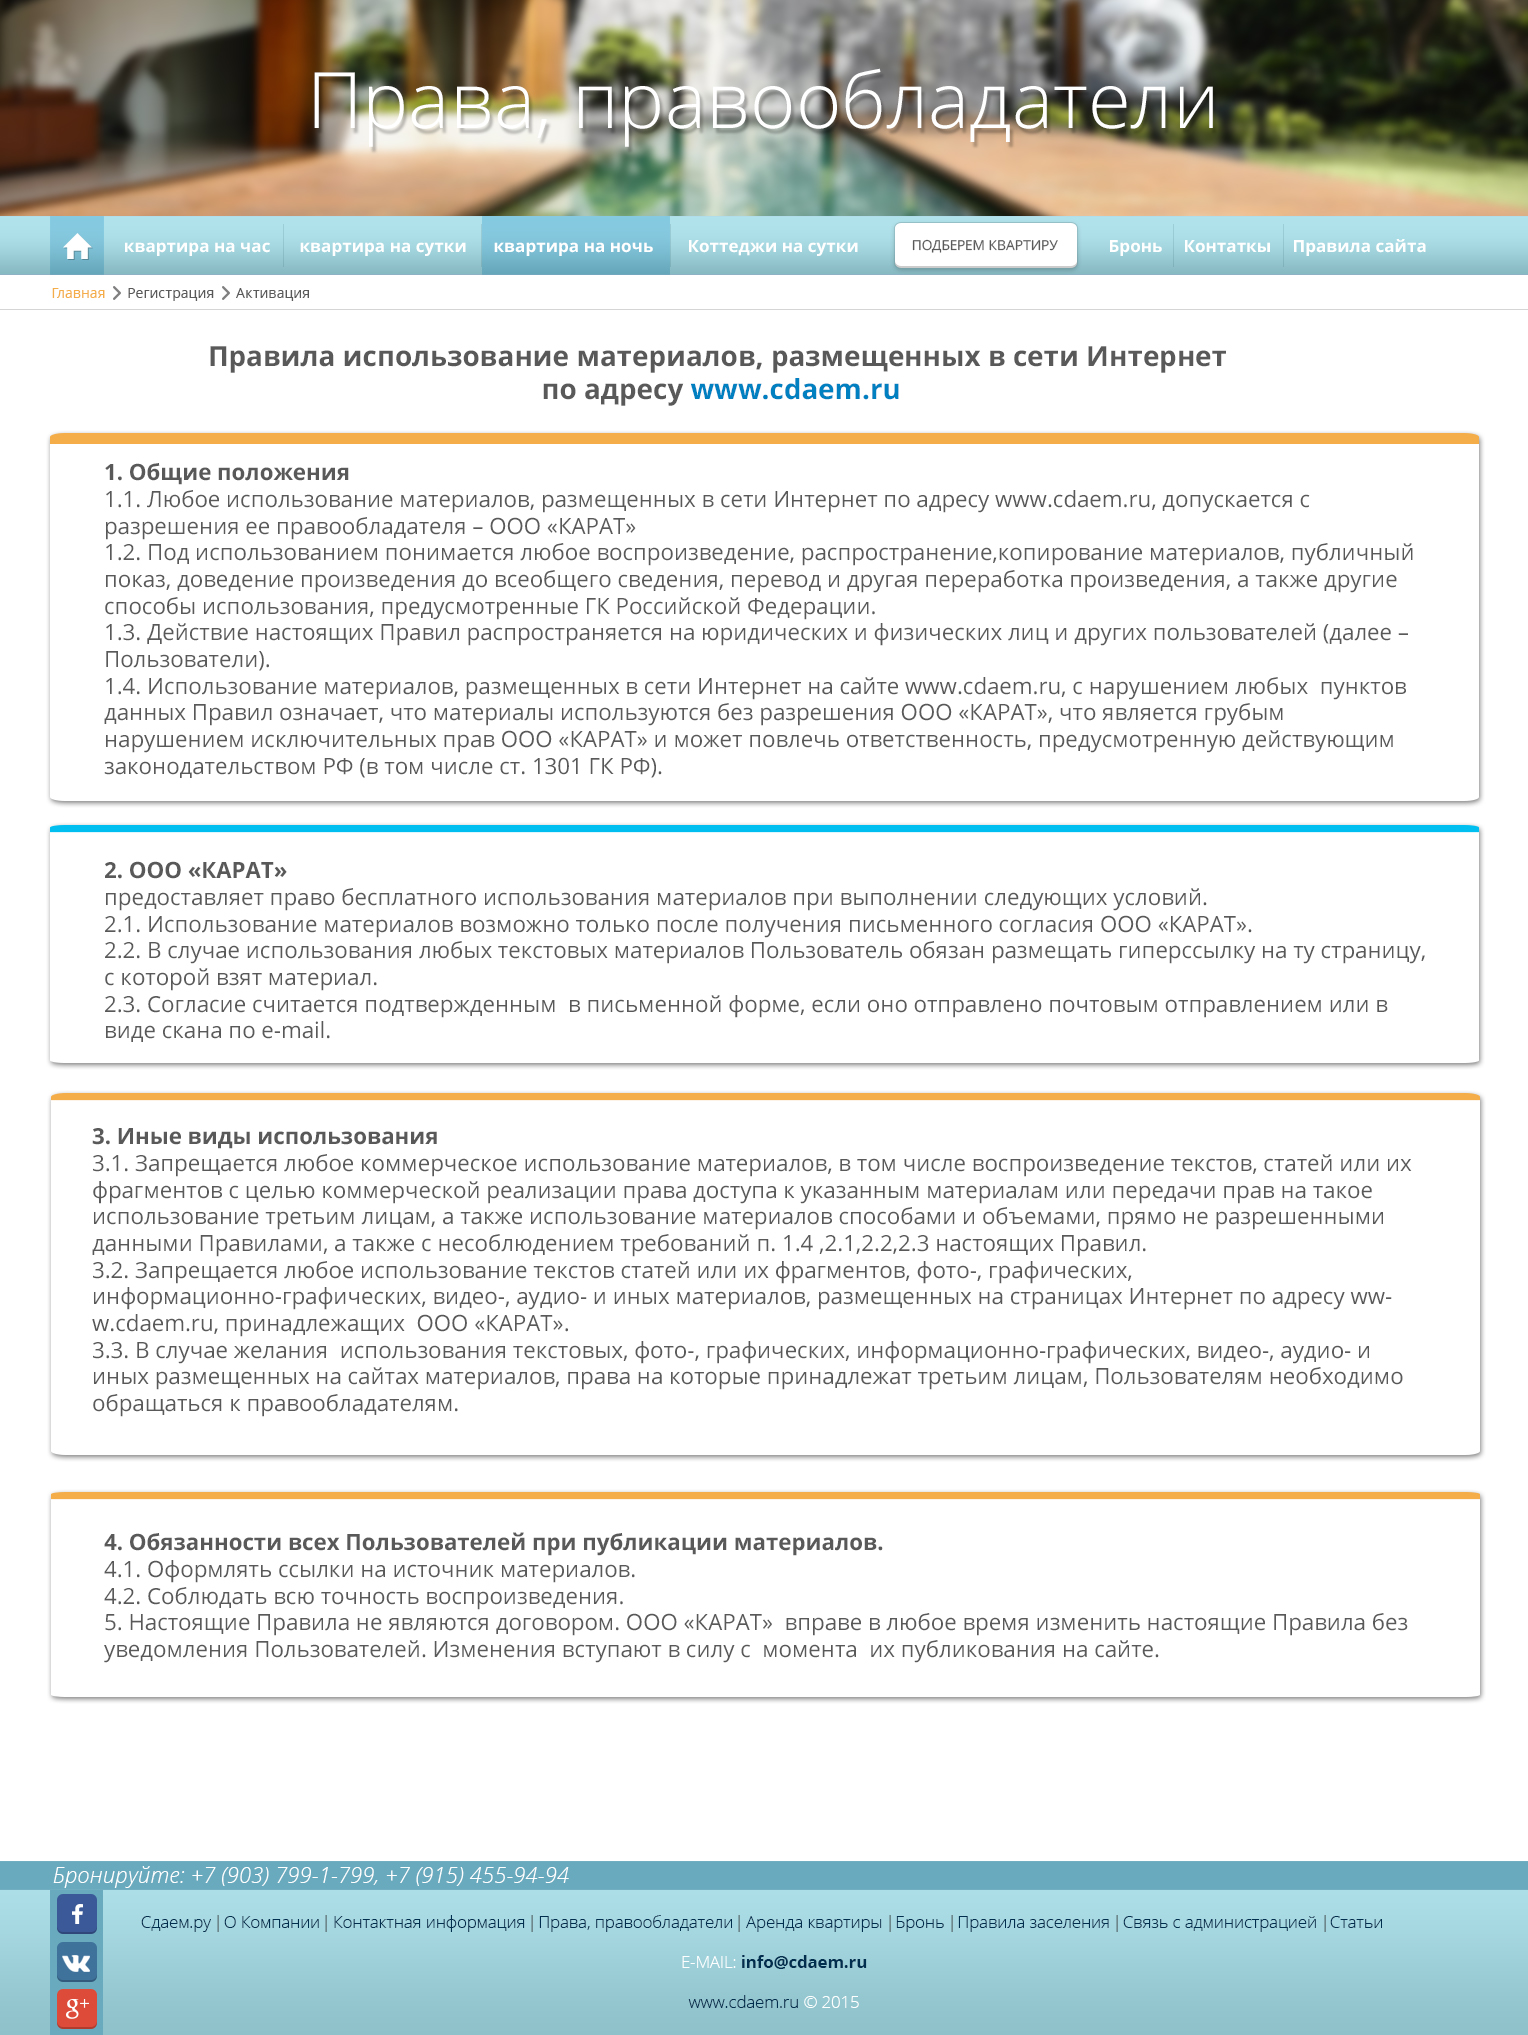 Права, правообладатели
квартира на час
квартира на сутки
квартира на ночь
Коттеджи на сутки
ПОДБЕРЕМ КВАРТИРУ
Бронь
Контаткы
Правила сайта
Главная
Регистрация
Активация
Правила использование материалов, размещенных в сети Интернет
по адресу www.cdaem.ru
1. Общие положения
1.1. Любое использование материалов, размещенных в сети Интернет по адресу www.cdaem.ru, допускается с
разрешения ее правообладателя – ООО «КАРАТ»
1.2. Под использованием понимается любое воспроизведение, распространение,копирование материалов, публичный
показ, доведение произведения до всеобщего сведения, перевод и другая переработка произведения, а также другие
способы использования, предусмотренные ГК Российской Федерации.
1.3. Действие настоящих Правил распространяется на юридических и физических лиц и других пользователей (далее –
Пользователи).
1.4. Использование материалов, размещенных в сети Интернет на сайте www.cdaem.ru, с нарушением любых  пунктов
данных Правил означает, что материалы используются без разрешения ООО «КАРАТ», что является грубым
нарушением исключительных прав ООО «КАРАТ» и может повлечь ответственность, предусмотренную действующим
законодательством РФ (в том числе ст. 1301 ГК РФ).
2. ООО «КАРАТ»
предоставляет право бесплатного использования материалов при выполнении следующих условий.
2.1. Использование материалов возможно только после получения письменного согласия ООО «КАРАТ».
2.2. В случае использования любых текстовых материалов Пользователь обязан размещать гиперссылку на ту страницу,
с которой взят материал.
2.3. Согласие считается подтвержденным  в письменной форме, если оно отправлено почтовым отправлением или в
виде скана по e-mail.
3. Иные виды использования
3.1. Запрещается любое коммерческое использование материалов, в том числе воспроизведение текстов, статей или их
фрагментов с целью коммерческой реализации права доступа к указанным материалам или передачи прав на такое
использование третьим лицам, а также использование материалов способами и объемами, прямо не разрешенными
данными Правилами, а также с несоблюдением требований п. 1.4 ,2.1,2.2,2.3 настоящих Правил.
3.2. Запрещается любое использование текстов статей или их фрагментов, фото-, графических,
информационно-графических, видео-, аудио- и иных материалов, размещенных на страницах Интернет по адресу ww-
w.cdaem.ru, принадлежащих  ООО «КАРАТ».
3.3. В случае желания  использования текстовых, фото-, графических, информационно-графических, видео-, аудио- и
иных размещенных на сайтах материалов, права на которые принадлежат третьим лицам, Пользователям необходимо
обращаться к правообладателям.
4. Обязанности всех Пользователей при публикации материалов.
4.1. Оформлять ссылки на источник материалов.
4.2. Соблюдать всю точность воспроизведения.
5. Настоящие Правила не являются договором. ООО «КАРАТ»  вправе в любое время изменить настоящие Правила без
уведомления Пользователей. Изменения вступают в силу с  момента  их публикования на сайте.
Бронируйте: +7 (903) 799-1-799, +7 (915) 455-94-94
Сдаем.ру | О Компании | Контактная информация | Права, правообладатели | Аренда квартиры | Бронь | Правила заселения | Связь с администрацией | Статьи
E-MAIL: info@cdaem.ru
www.cdaem.ru © 2015